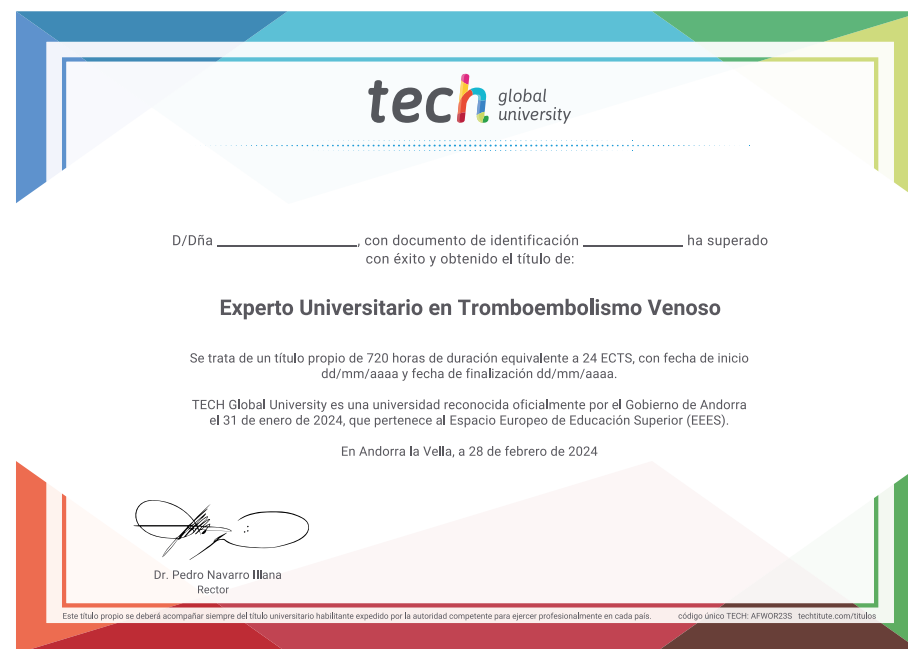 tech global
university
D/Dña ______________, con documento de identificación __________ ha superado
con éxito y obtenido el título de:
Experto Universitario en Tromboembolismo Venoso
Se trata de un título propio de 720 horas de duración equivalente a 24 ECTS, con fecha de inicio
dd/mm/aaaa y fecha de finalización dd/mm/aaaa.
TECH Global University es una universidad reconocida oficialmente por el Gobierno de Andorra
el 31 de enero de 2024, que pertenece al Espacio Europeo de Educación Superior (EEES).
En Andorra la Vella, a 28 de febrero de 2024
Dr. Pedro Navarro Illana
Rector
Este título propio se deberá acompañar siempre del título universitario habilitante expedido por la autoridad competente para ejercer profesionalmente en cada país. código único TECH: AFWOR23S techtitute.com/titulos